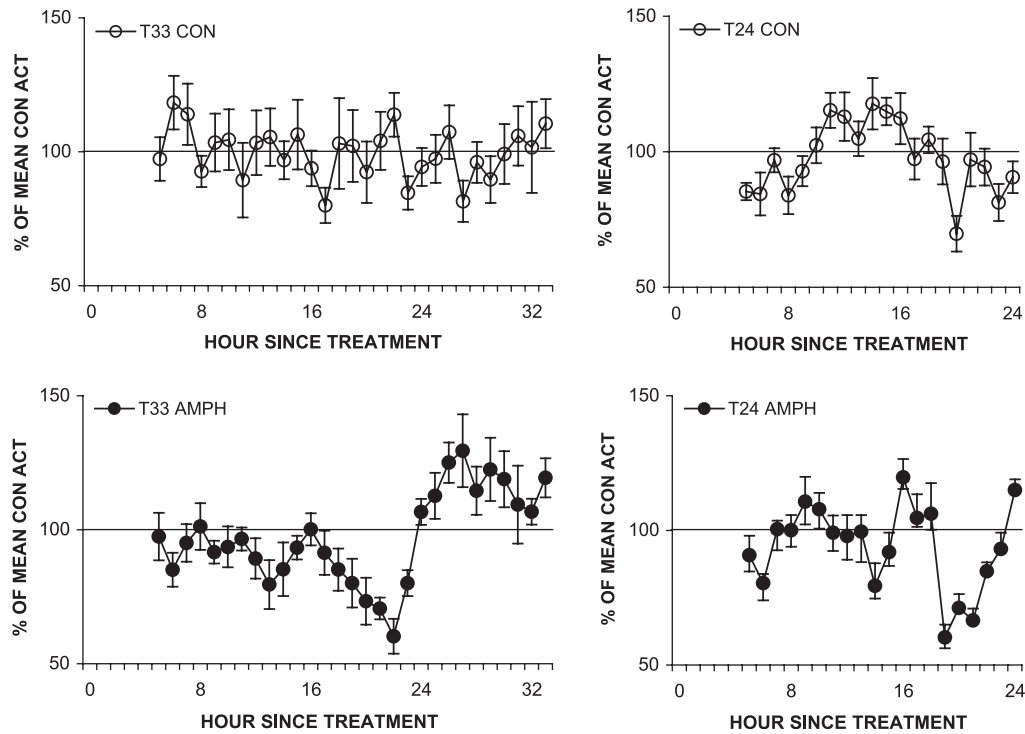 T33 CON
% OF MEAN CON ACT
150
100
50
0 8 16 24 32
HOUR SINCE TREATMENT
T24 CON
% OF MEAN CON ACT
150
100
50
0 8 16 24
HOUR SINCE TREATMENT
T33 AMPH
% OF MEAN CON ACT
150
100
50
0 8 16 24 32
HOUR SINCE TREATMENT
T24 AMPH
% OF MEAN CON ACT
150
100
50
0 8 16 24
HOUR SINCE TREATMENT